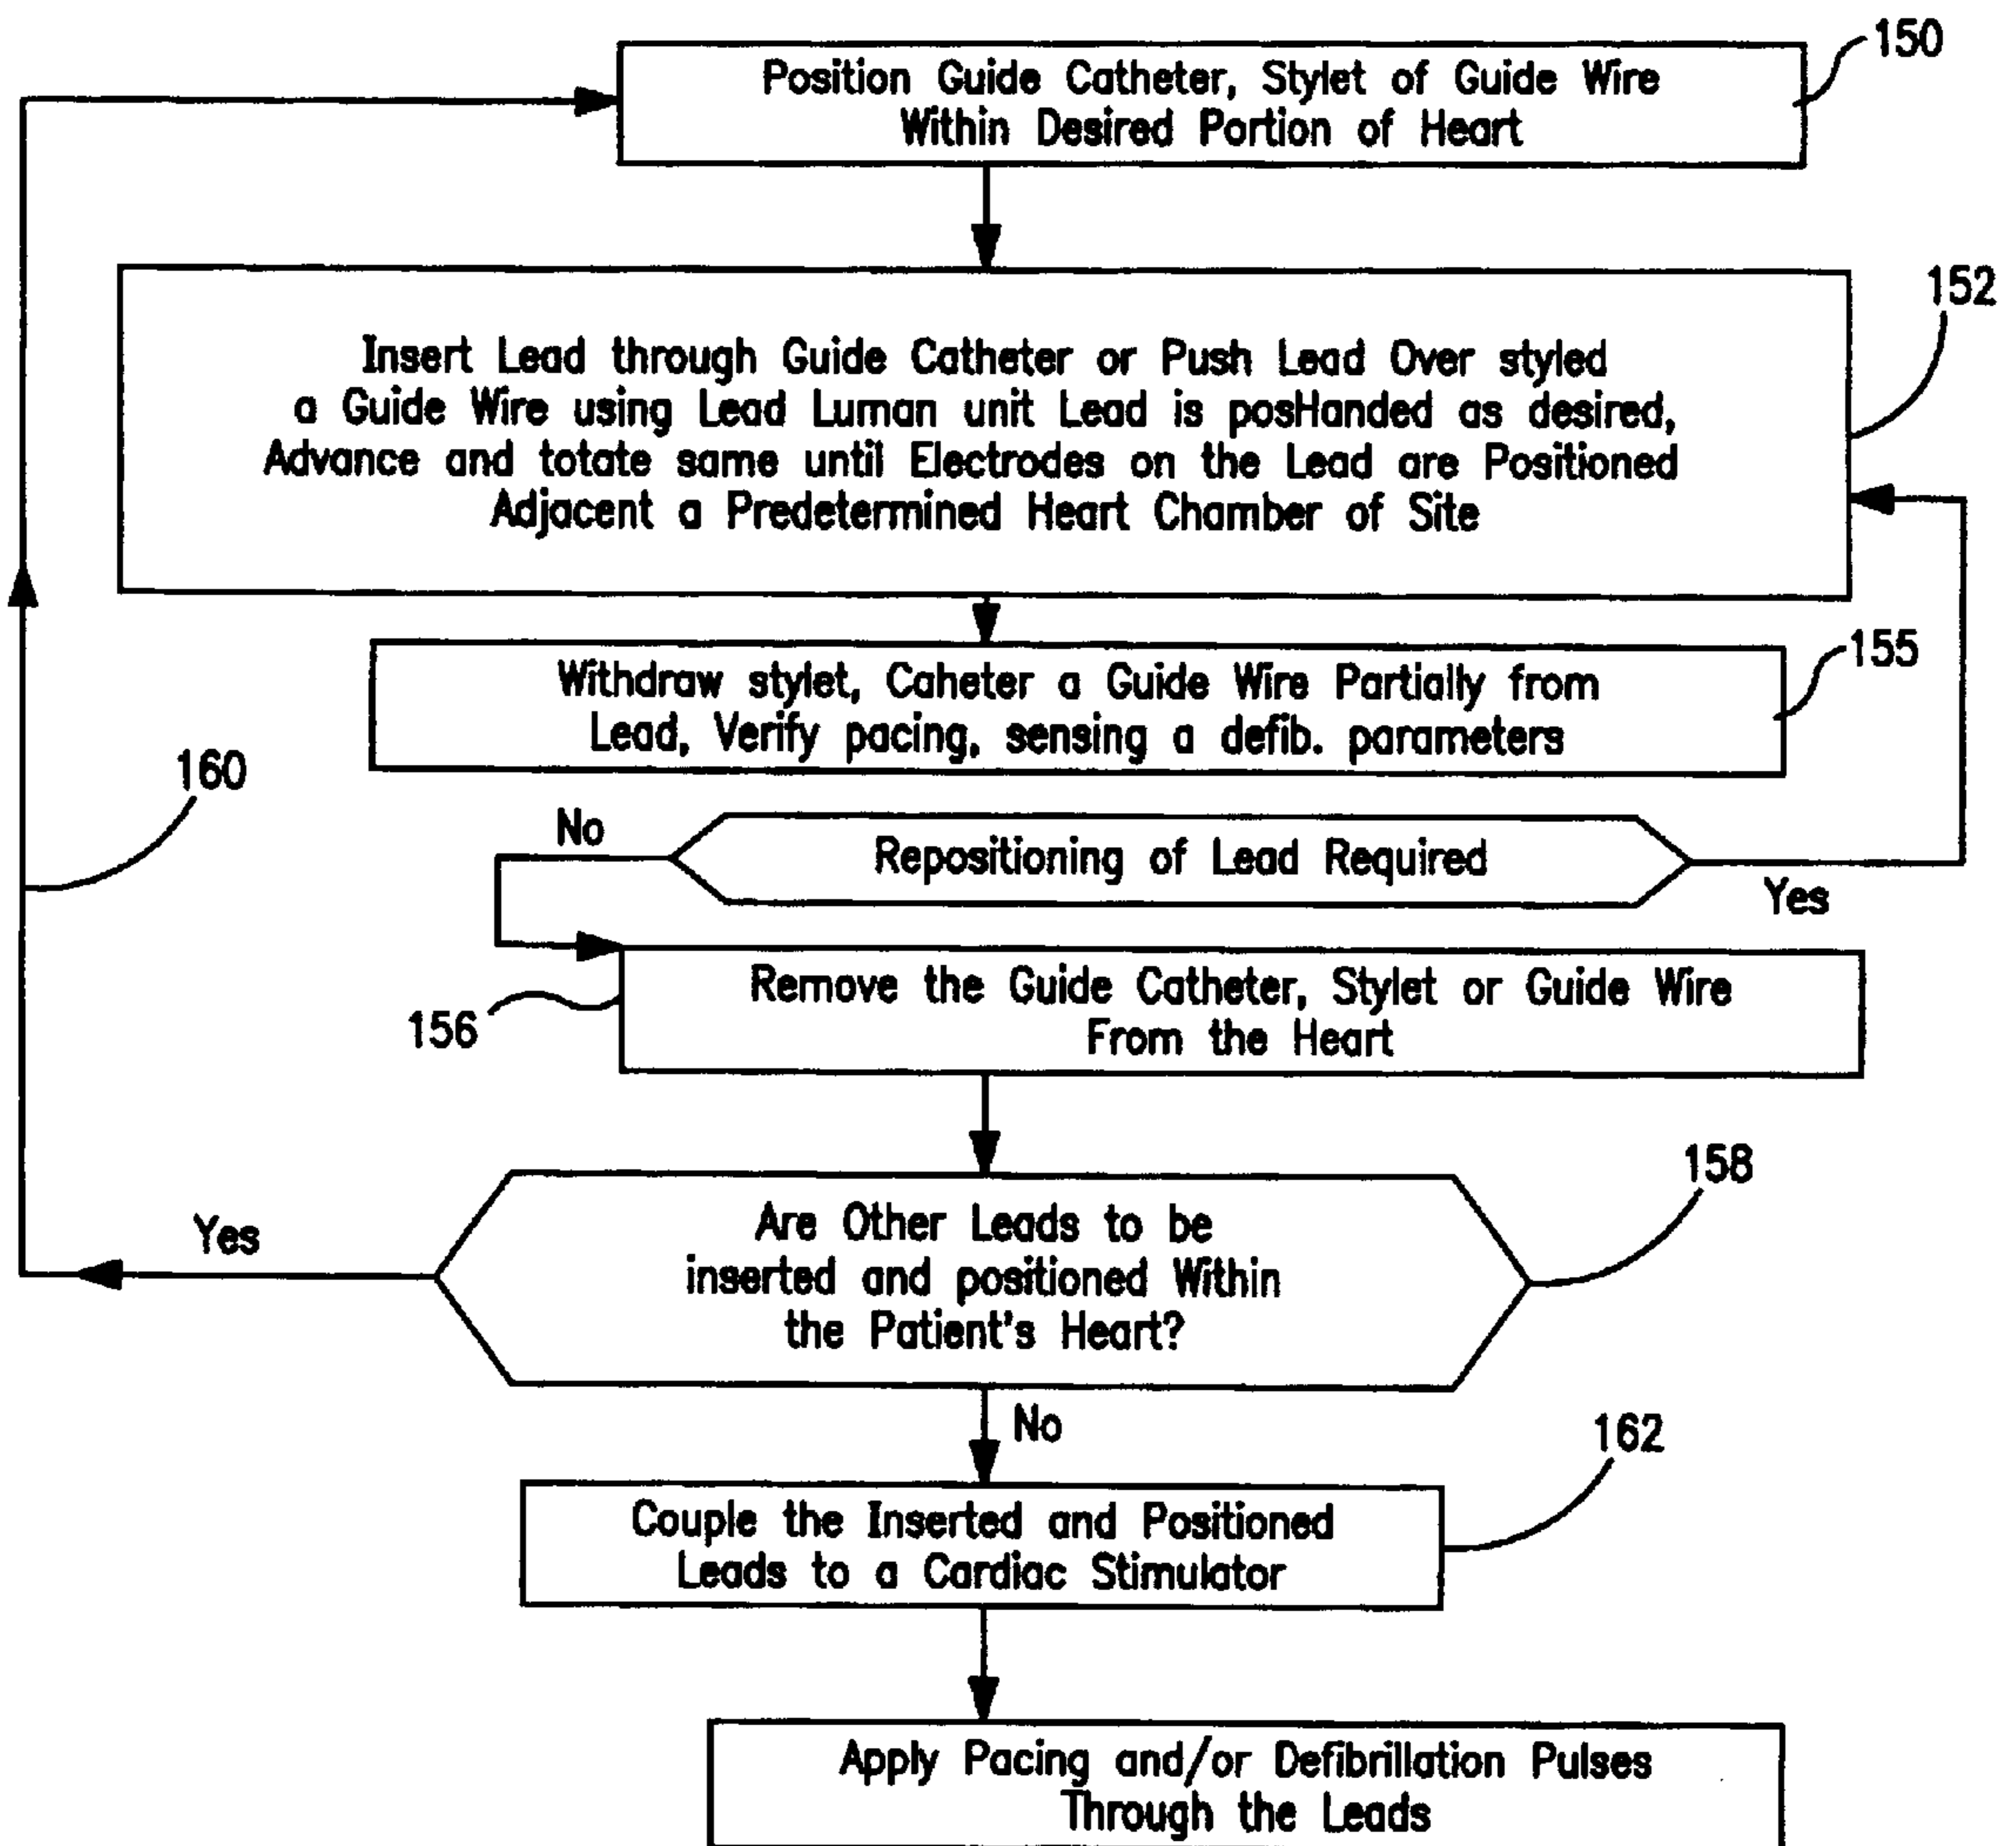 150
Position Guide Catheter, Stylet of Guide Wire
Within Desired Portion of Heart
152
Insert Lead through Guide Catheter or Push Lead Over styled
a Guide Wire using Lead Luman unit Lead is posHanded as desired,
Advance and totate same until Electrodes on the Lead are Positioned
Adjacent a Predetermined Heart Chamber of Site
155
Withdraw stylet, Caheter a Guide Wire Partially from
Lead, Verify pacing, sensing a defib. parameters
160
No
Repositioning of Lead Required
Yes
Remove the Guide Catheter, Stylet or Guide Wire
From the Heart
156
158
Are Other Leads to be
inserted and positioned Within
the Patient's Heart?
Yes
No
162
Couple the Inserted and Positioned
Leads to a Cardiac Stimulator
Apply Pacing and/or Defibrillation Pulses
Through the Leads